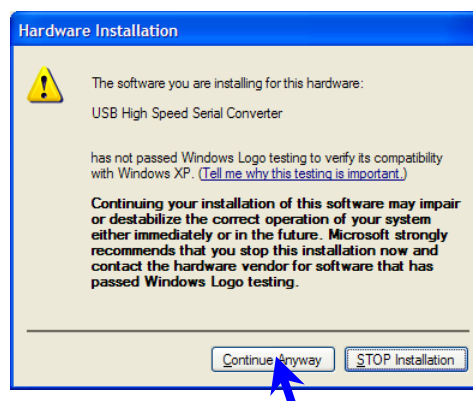 Hardware Installation
The software you are installing for this hardware:
USB High Speed Serial Converter
has not passed Windows Logo testing to verify its compatibility
with Windows XP. (Tell me why this testing is important.)
Continuing your installation of this software may impair
or destabilize the correct operation of your system
either immediately or in the future. Microsoft strongly
recommends that you stop this installation now and
contact the hardware vendor for software that has
passed Windows Logo testing.
Continue Anyway STOP Installation